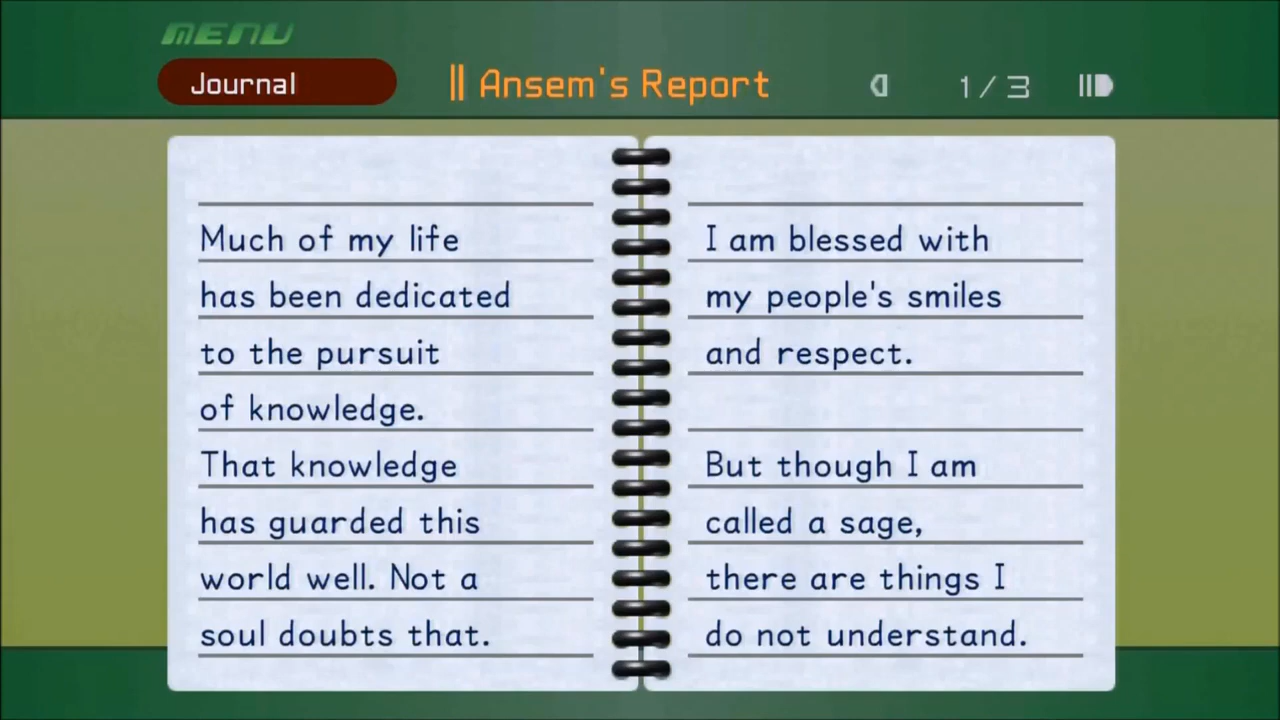 MENU
Journal
Ansem's Report
1/3
Much of my life
has been dedicated
to the pursuit
of knowledge.
That knowledge
has guarded this
world well. Not a
soul doubts that.
I am blessed with
my people's smiles
and respect.
But though I am
called a sage,
there are things I
do not understand.